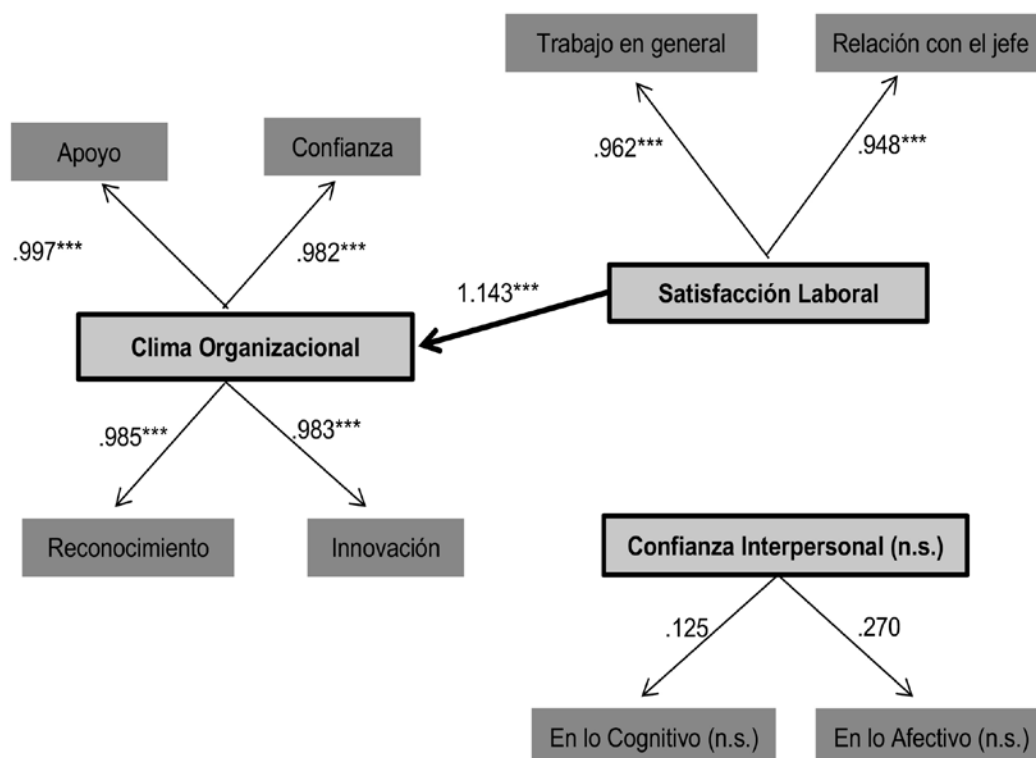 Trabajo en general
Relación con el jefe
Apoyo
Confianza
.962***
.948***
.997***
.982***
1.143***
Satisfacción Laboral
Clima Organizacional
.985***
.983***
Reconocimiento
Innovación
Confianza Interpersonal (n.s.)
.125
.270
En lo Cognitivo (n.s.)
En lo Afectivo (n.s.)